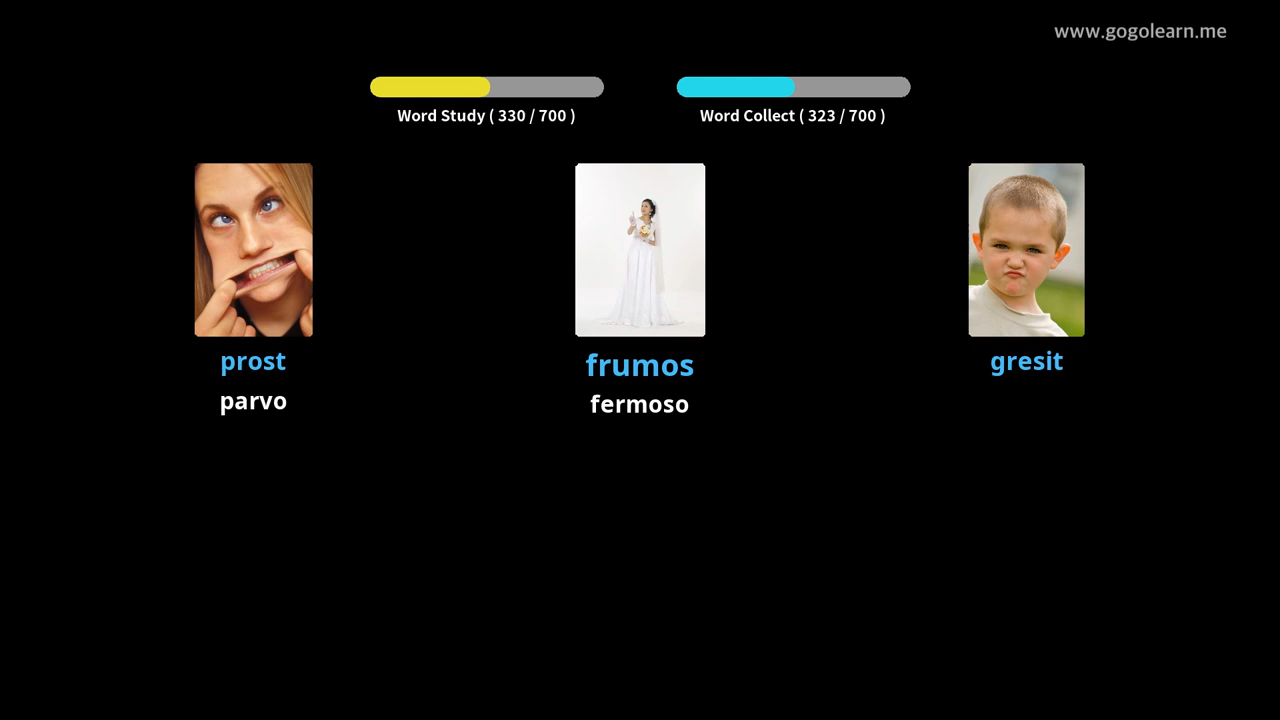 www.gogolearn.me
Word Study ( 330 / 700 )
Word Collect ( 323 / 700 )
prost
frumos
gresit
parvo
fermoso